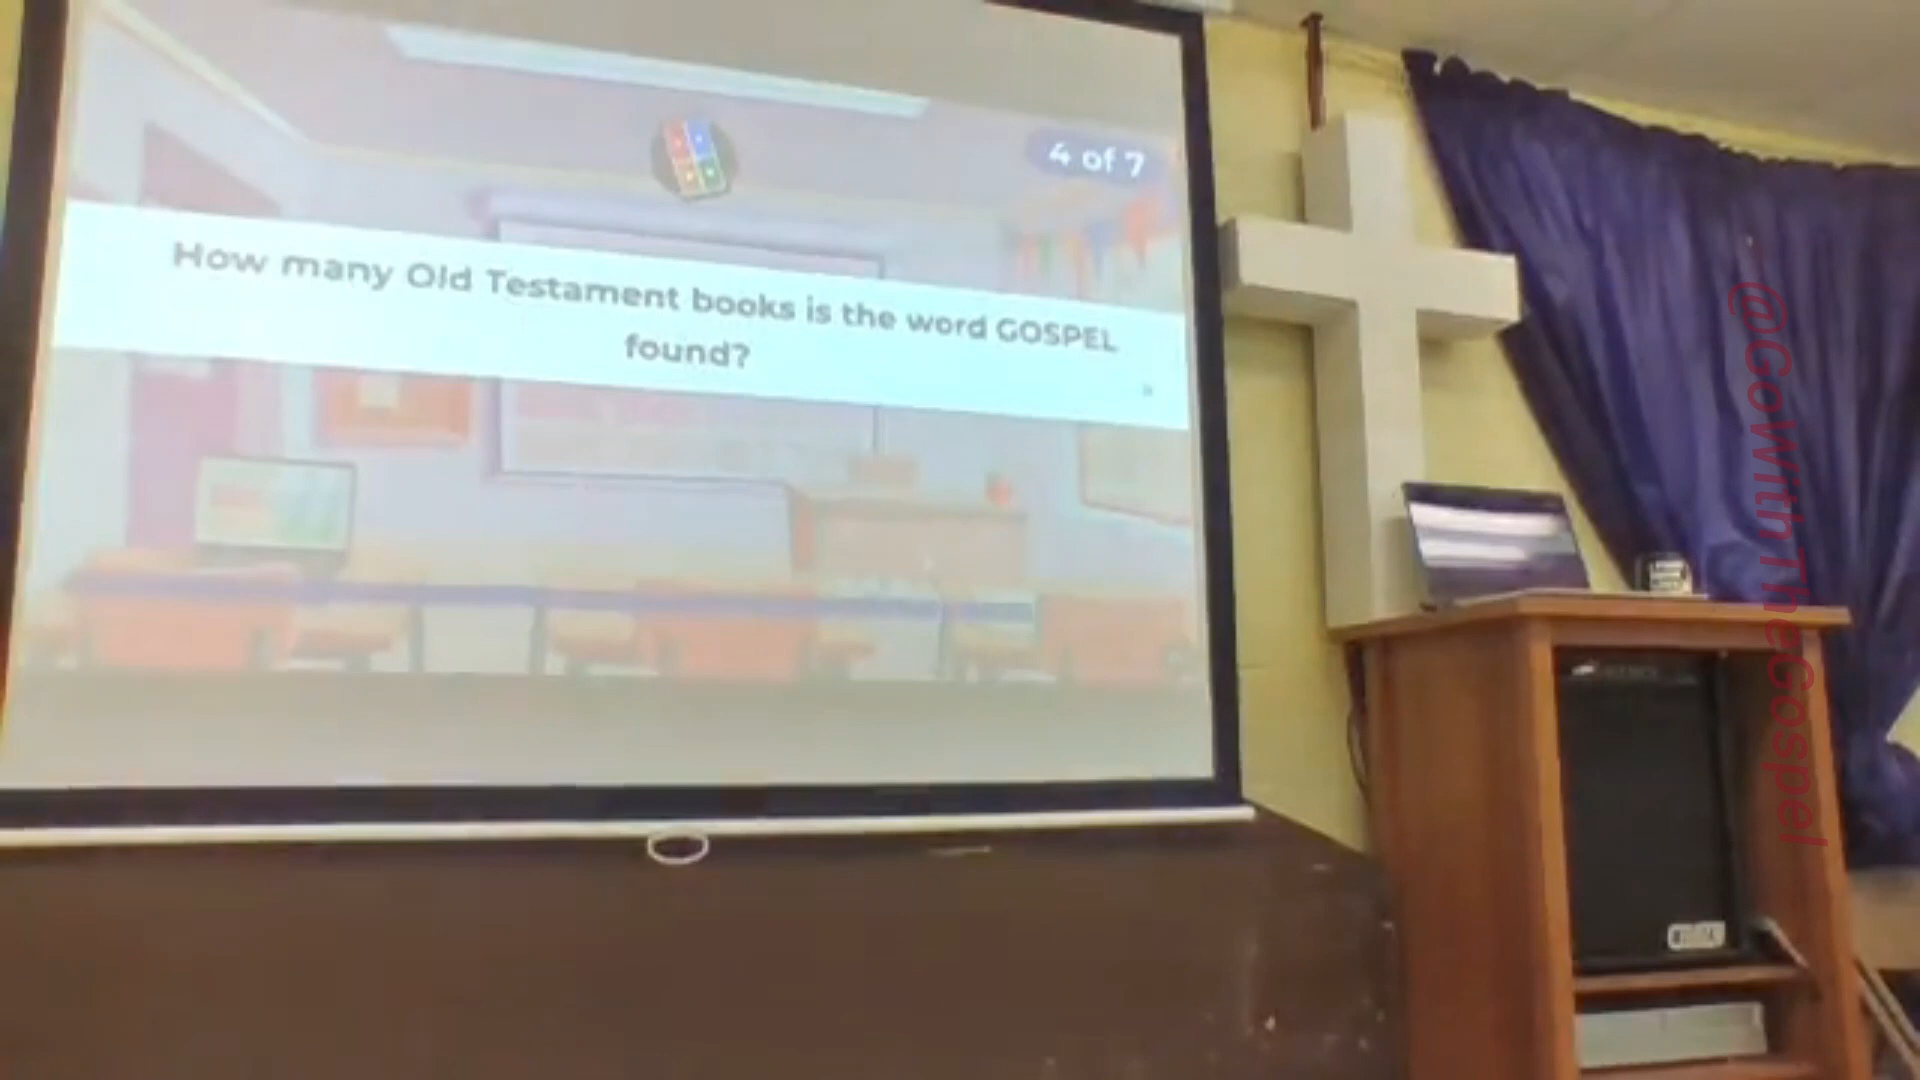 4 of 7
How many Old Testament books is the word GOSPEL
found?
@GoWithTheGospel